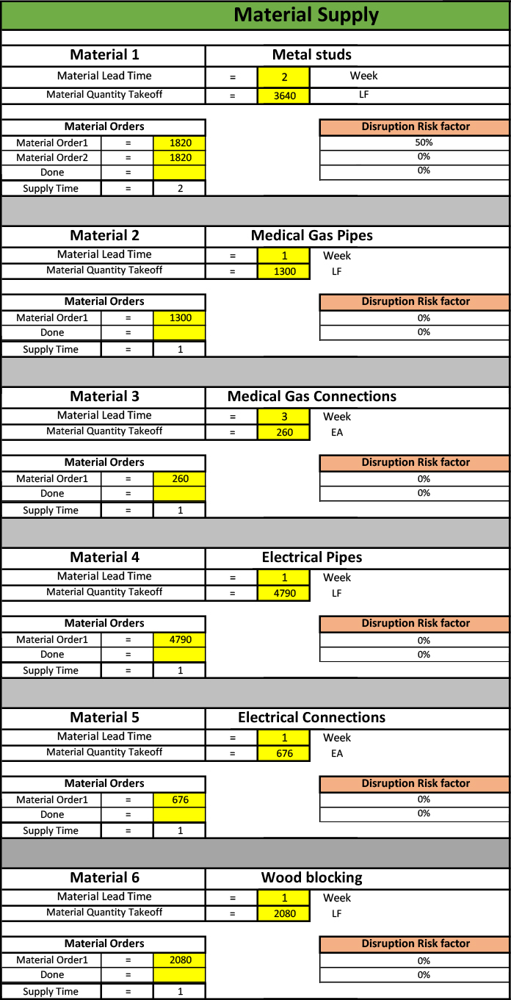 Material Supply
Material 1 Metal studs
Material Lead Time = 2 Week
Material Quantity Takeoff = 3640 LF
Material Orders Disruption Risk factor
Material Order1 = 1820 50%
Material Order2 = 1820 0%
Done = 0%
Supply Time = 2
Material 2 Medical Gas Pipes
Material Lead Time = 1 Week
Material Quantity Takeoff = 1300 LF
Material Orders Disruption Risk factor
Material Order1 = 1300 0%
Done = 0%
Supply Time = 1
Material 3 Medical Gas Connections
Material Lead Time = 3 Week
Material Quantity Takeoff = 260 EA
Material Orders Disruption Risk factor
Material Order1 = 260 0%
Done = 0%
Supply Time = 1
Material 4 Electrical Pipes
Material Lead Time = 1 Week
Material Quantity Takeoff = 4790 LF
Material Orders Disruption Risk factor
Material Order1 = 4790 0%
Done = 0%
Supply Time = 1
Material 5 Electrical Connections
Material Lead Time = 1 Week
Material Quantity Takeoff = 676 EA
Material Orders Disruption Risk factor
Material Order1 = 676 0%
Done = 0%
Supply Time = 1
Material 6 Wood blocking
Material Lead Time = 1 Week
Material Quantity Takeoff = 2080 LF
Material Orders Disruption Risk factor
Material Order1 = 2080 0%
Done = 0%
Supply Time = 1